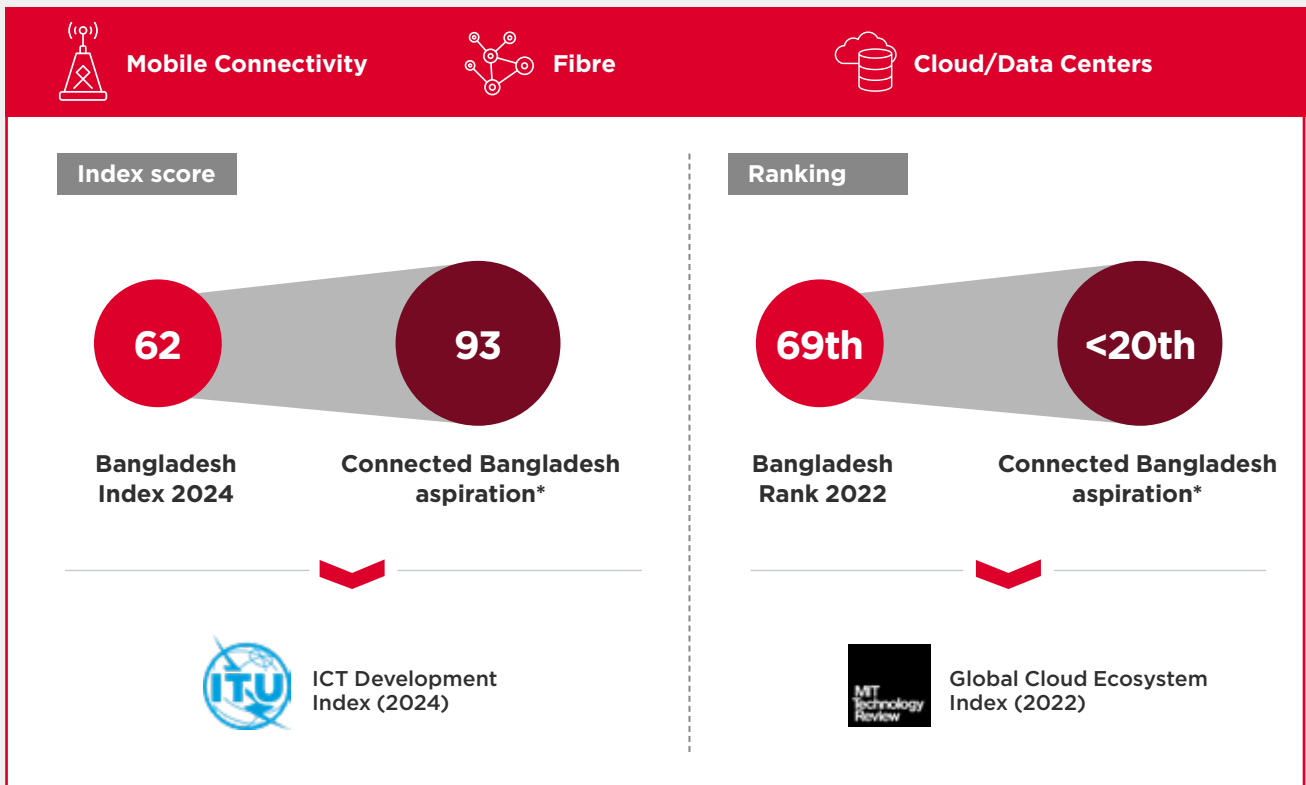 Mobile Connectivity
Fibre
Cloud/Data Centers
Index score
62
93
Bangladesh
Index 2024
Connected Bangladesh
aspiration*
ITU
ICT Development
Index (2024)
Ranking
69th
<20th
Bangladesh
Rank 2022
Connected Bangladesh
aspiration*
MIT
Technology
Review
Global Cloud Ecosystem
Index (2022)